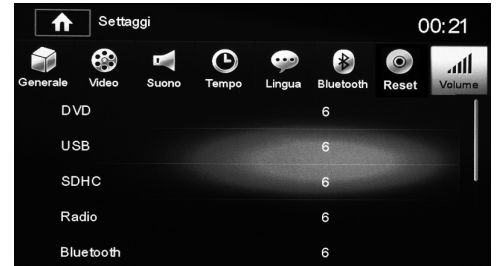 Settaggi 00:21
Generale Video Suono Tempo Lingua Bluetooth Reset Volume
DVD 6
USB 6
SDHC 6
Radio 6
Bluetooth 6